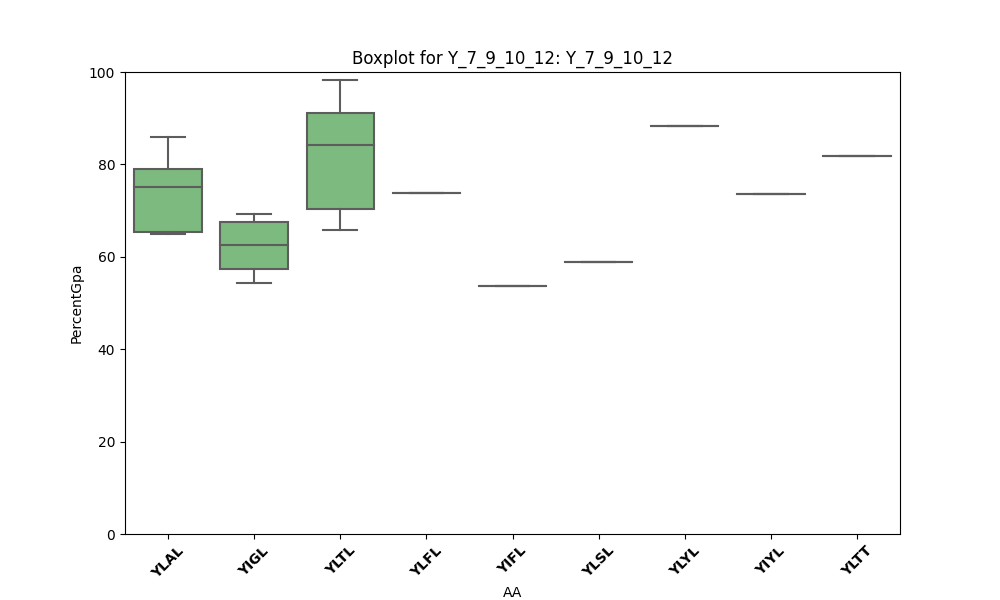 Boxplot for Y_7_9_10_12: Y_7_9_10_12
PercentGpa
100
80
60
40
20
0
YLAL
YIGL
YLTL
YLFL
YIFL
YLSL
YLYL
YIYL
YLTT
AA